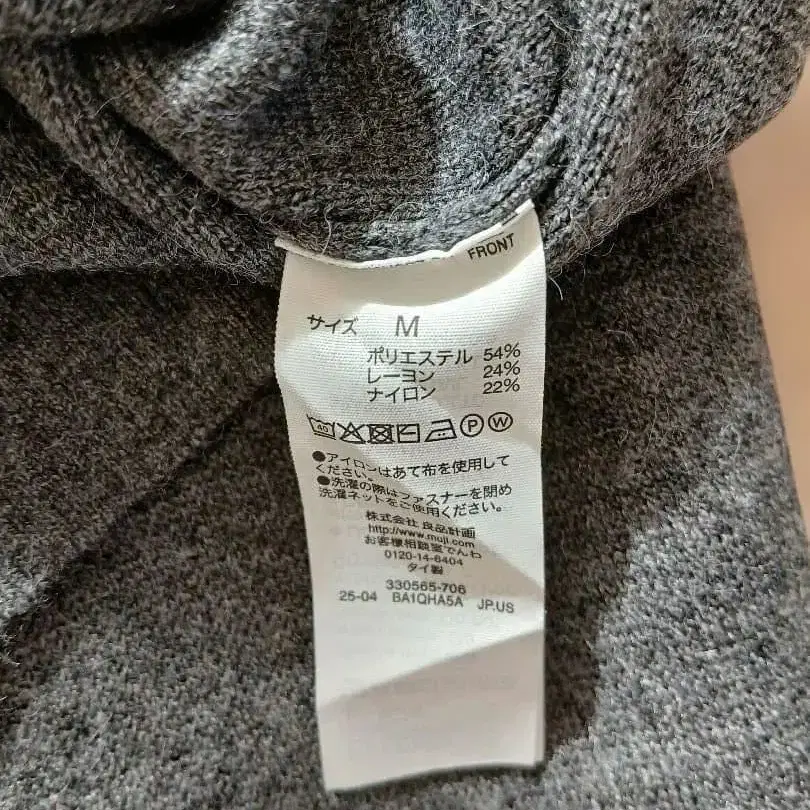 FRONT
サイズ M
ポリエステル 54%
レーヨン 24%
ナイロン 22%
40 P W
●アイロンはあて布を使用して
ください。
●洗濯の際はファスナーを閉め
洗濯ネットをご使用ください。
株式会社 良品計画
http://www.muji.com
お客様相談室でんわ
0120-14-6404
タイ製
330565-706
25-04 BA1QHA5A JP.US